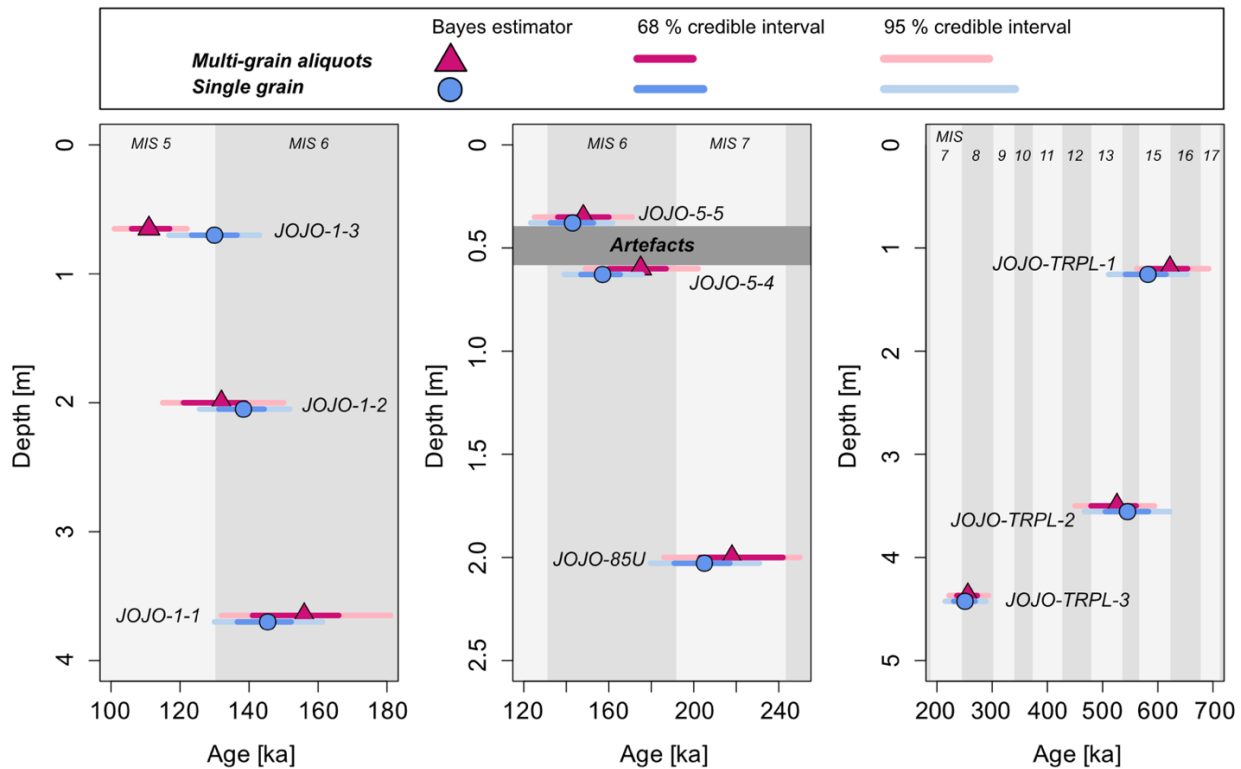 Bayes estimator 68 % credible interval 95 % credible interval
Multi-grain aliquots
Single grain
MIS 5 MIS 6
JOJO-1-3
JOJO-1-2
JOJO-1-1
0
1
2
3
4
Depth [m]
100 120 140 160 180
Age [ka]
MIS 6 MIS 7
JOJO-5-5
Artefacts
JOJO-5-4
JOJO-85U
0
0.5
1.0
1.5
2.0
2.5
Depth [m]
120 160 200 240
Age [ka]
MIS
7 8 9 10 11 12 13 15 16 17
JOJO-TRPL-1
JOJO-TRPL-2
JOJO-TRPL-3
0
1
2
3
4
5
Depth [m]
200 300 400 500 600 700
Age [ka]